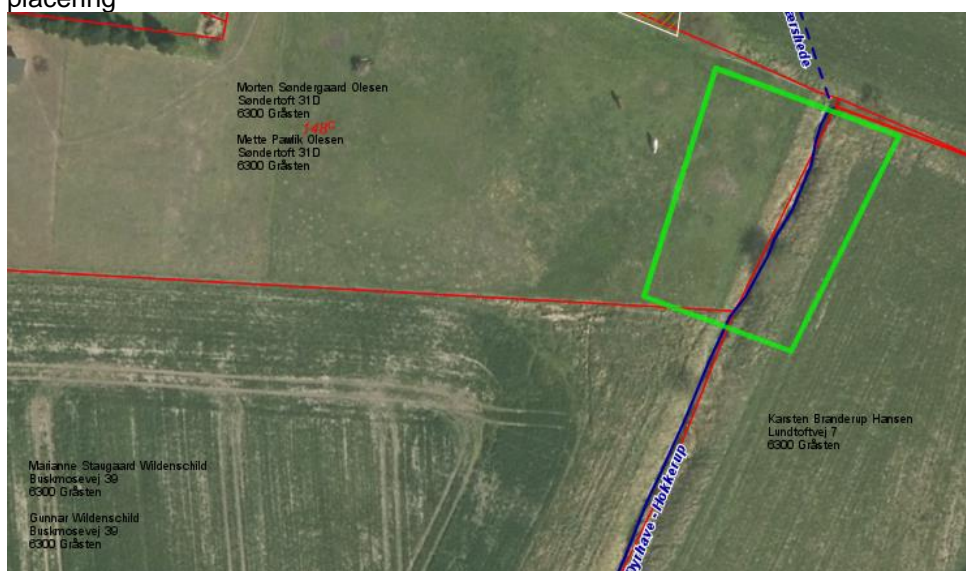 placering
ærshede
Morten Søndergaard Olesen
Søndertoft 31D
6300 Gråsten
148c
Mette Pawlik Olesen
Søndertoft 31D
6300 Gråsten
Karsten Branderup Hansen
Lundtoftvej 7
6300 Gråsten
Marianne Staugaard Wildenschild
Buskmosevej 39
6300 Gråsten
Gunnar Wildenschild
Buskmosevej 39
6300 Gråsten
Dyrhave - Hokkerup